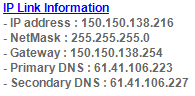 IP Link Information
- IP address : 150.150.138.216
- NetMask : 255.255.255.0
- Gateway : 150.150.138.254
- Primary DNS : 61.41.106.223
- Secondary DNS : 61.41.106.227